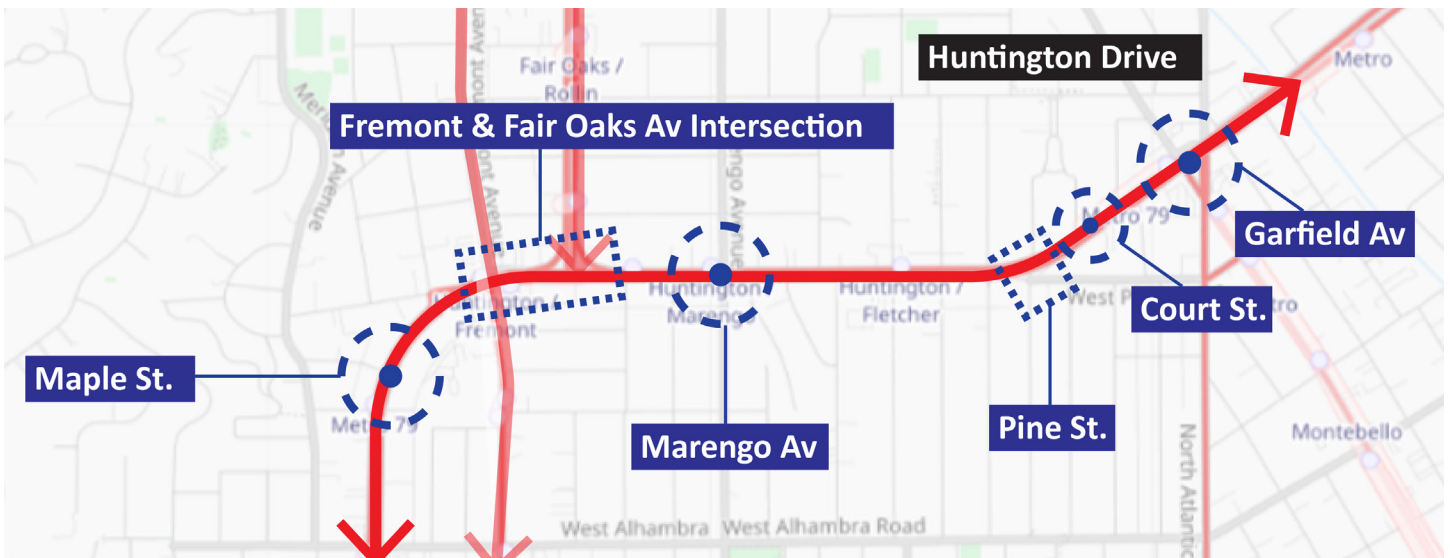 Huntington Drive
Metro
Fair Oaks /
Rollin
Fremont & Fair Oaks Av Intersection
Avenue
Metro 79
Garfield Av
Huntington /
Fremont
Huntington
Marengo
Huntington /
Fletcher
West
Court St.
Maple St.
Metro 79
Marengo Av
Pine St.
Montebello
North Atlantic
West Alhambra
West Alhambra Road